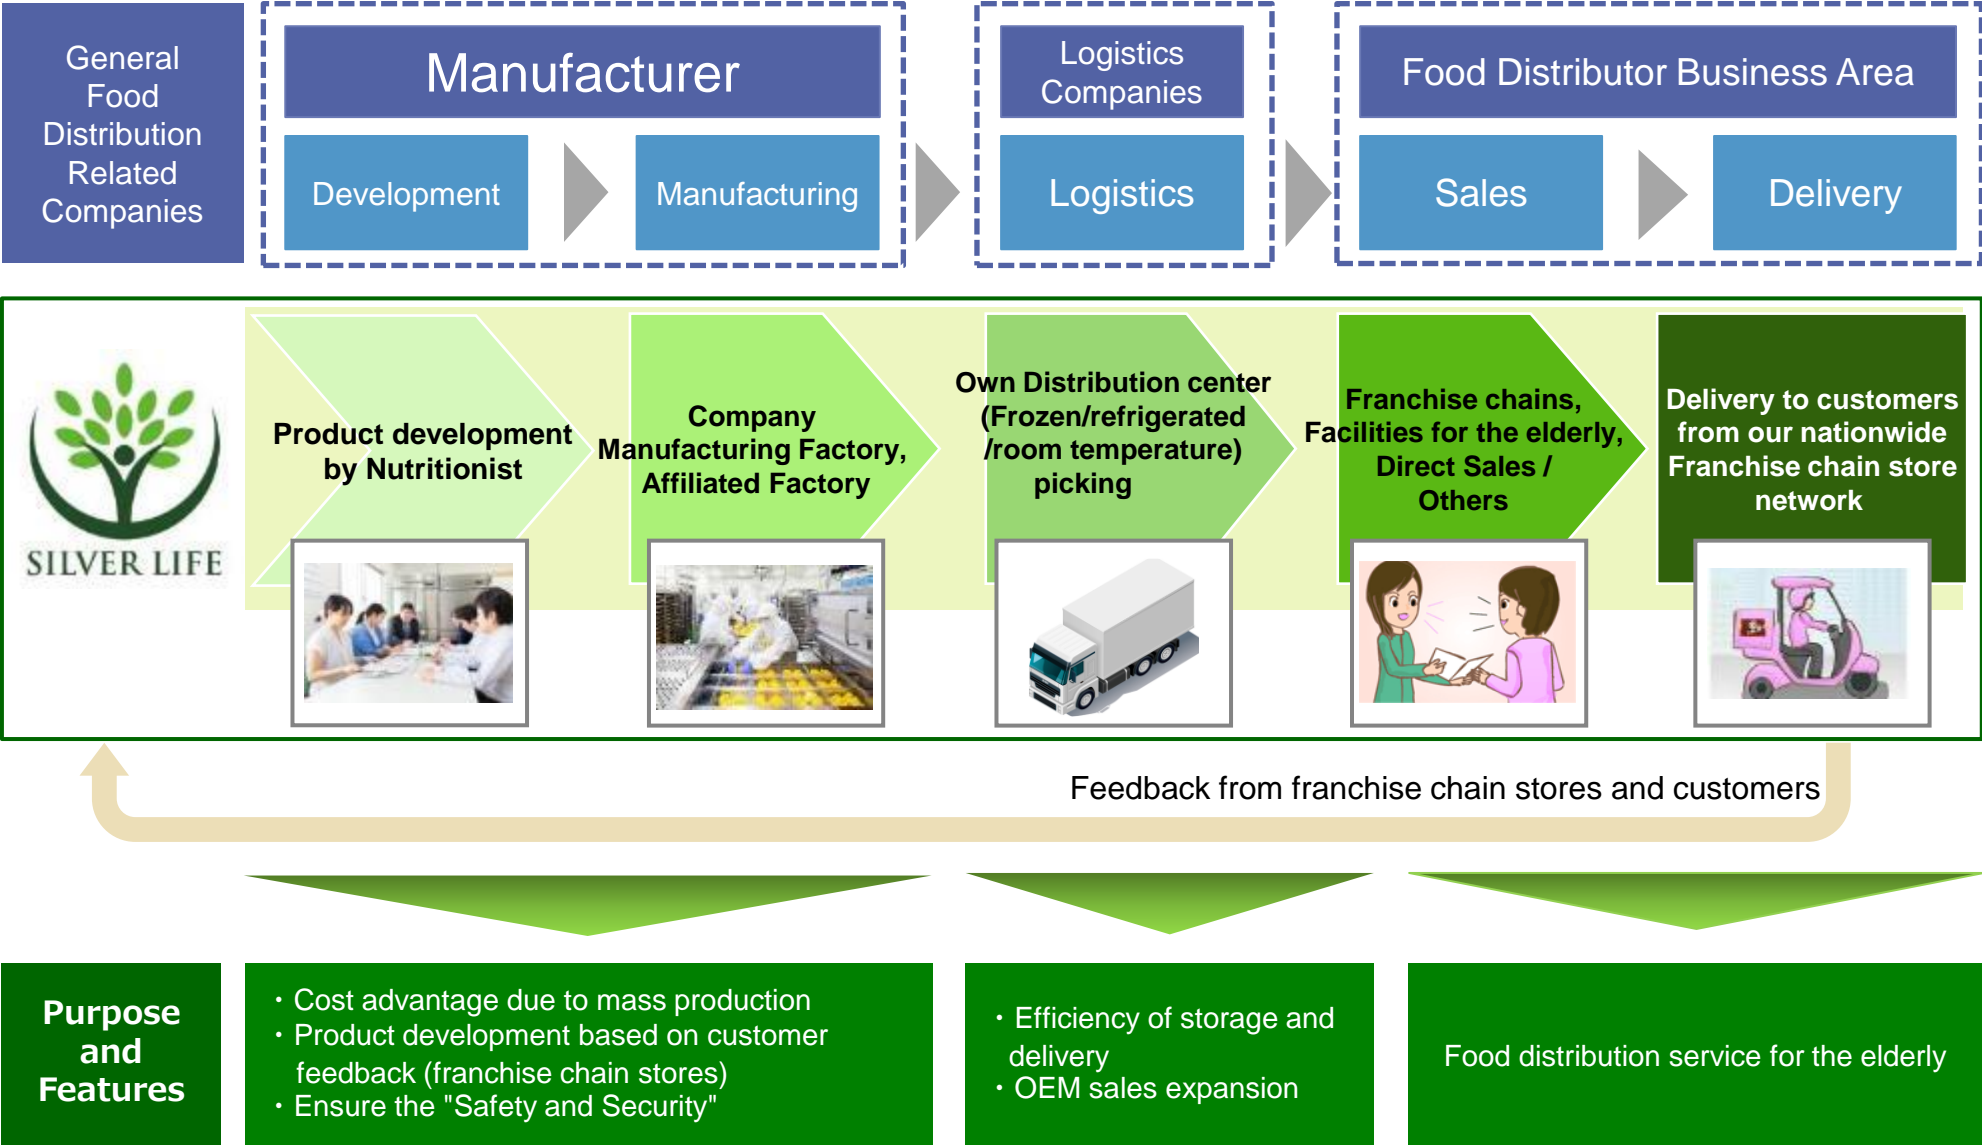 General
Food
Distribution
Related
Companies
Manufacturer
Development
Manufacturing
Logistics
Companies
Logistics
Food Distributor Business Area
Sales
Delivery
SILVER LIFE
Product development
by Nutritionist
Company
Manufacturing Factory,
Affiliated Factory
Own Distribution center
(Frozen/refrigerated
/room temperature)
picking
Franchise chains,
Facilities for the elderly,
Direct Sales /
Others
Delivery to customers
from our nationwide
Franchise chain store
network
Feedback from franchise chain stores and customers
Purpose
and
Features
・Cost advantage due to mass production
・Product development based on customer
feedback (franchise chain stores)
・Ensure the "Safety and Security"
・Efficiency of storage and
delivery
・OEM sales expansion
Food distribution service for the elderly